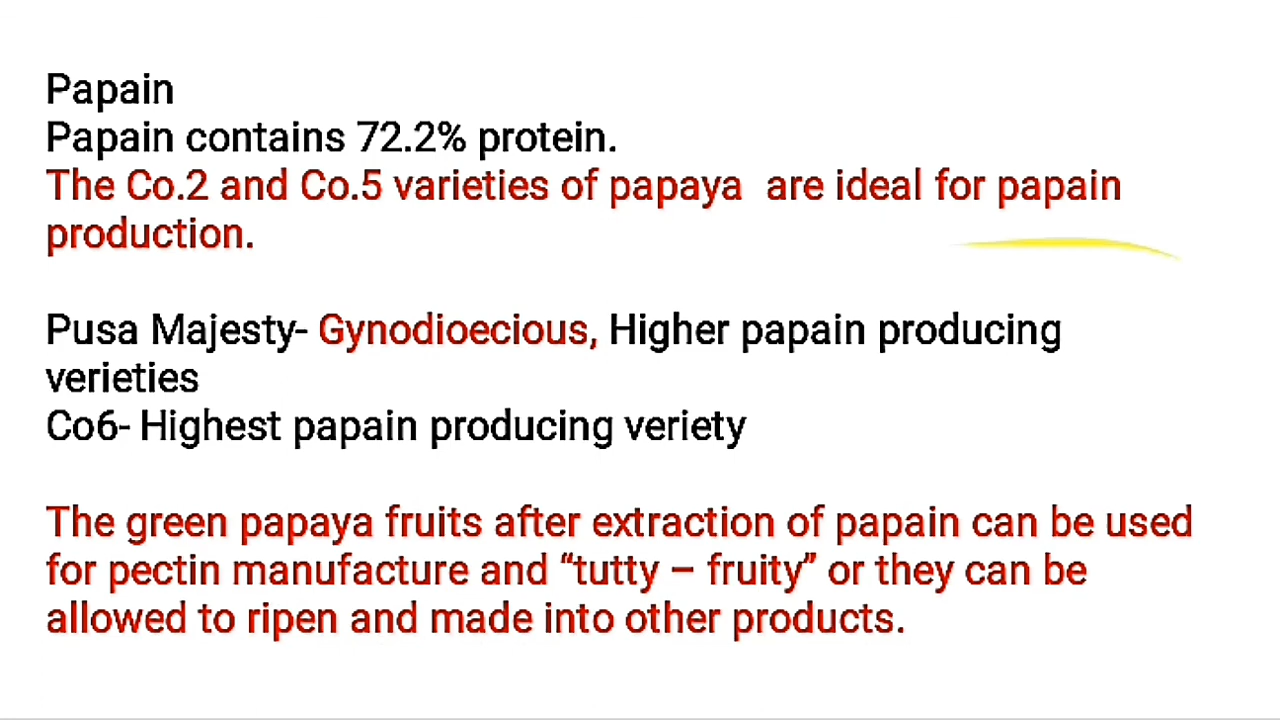 Papain
Papain contains 72.2% protein.
The Co.2 and Co.5 varieties of papaya  are ideal for papain
production.
Pusa Majesty- Gynodioecious, Higher papain producing
verieties
Co6- Highest papain producing veriety
The green papaya fruits after extraction of papain can be used
for pectin manufacture and “tutty – fruity” or they can be
allowed to ripen and made into other products.